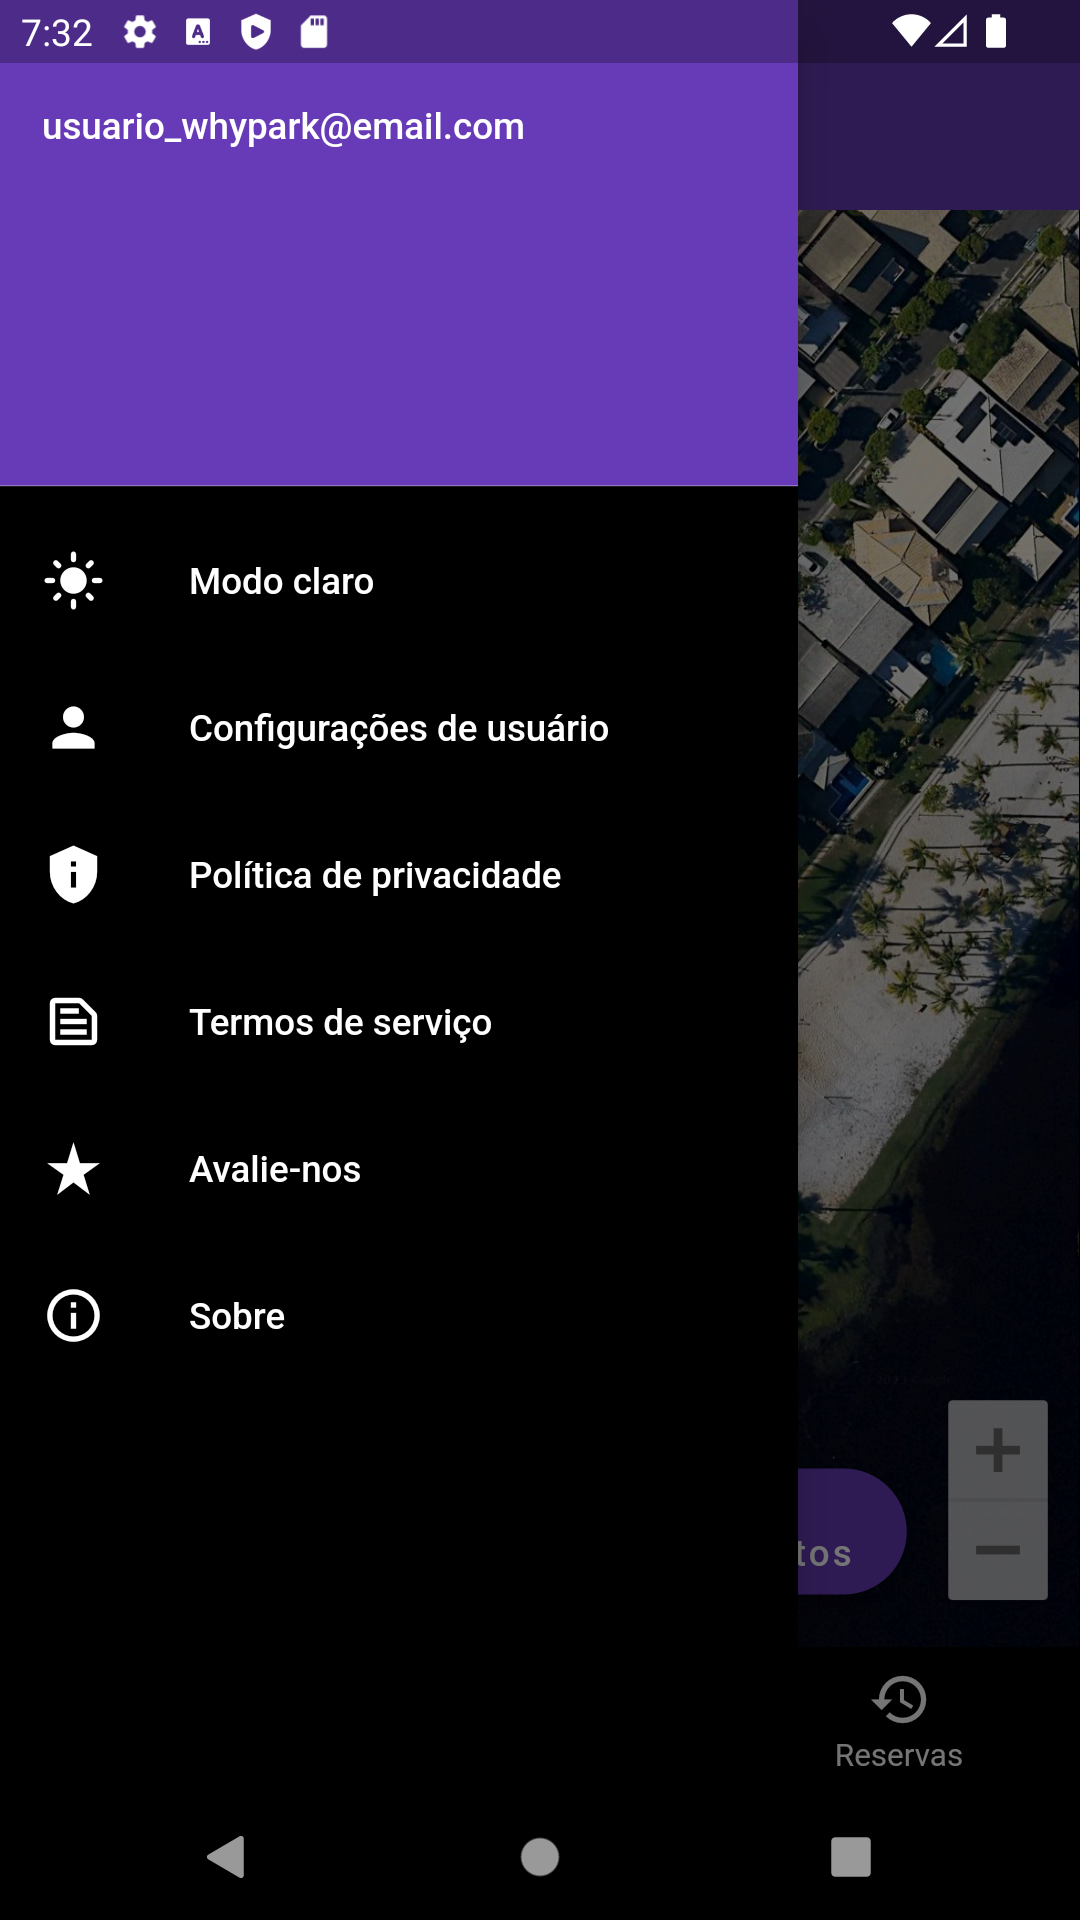 7:32
usuario_whypark@email.com
Modo claro
Configurações de usuário
Política de privacidade
Termos de serviço
Avalie-nos
Sobre
tos
Reservas